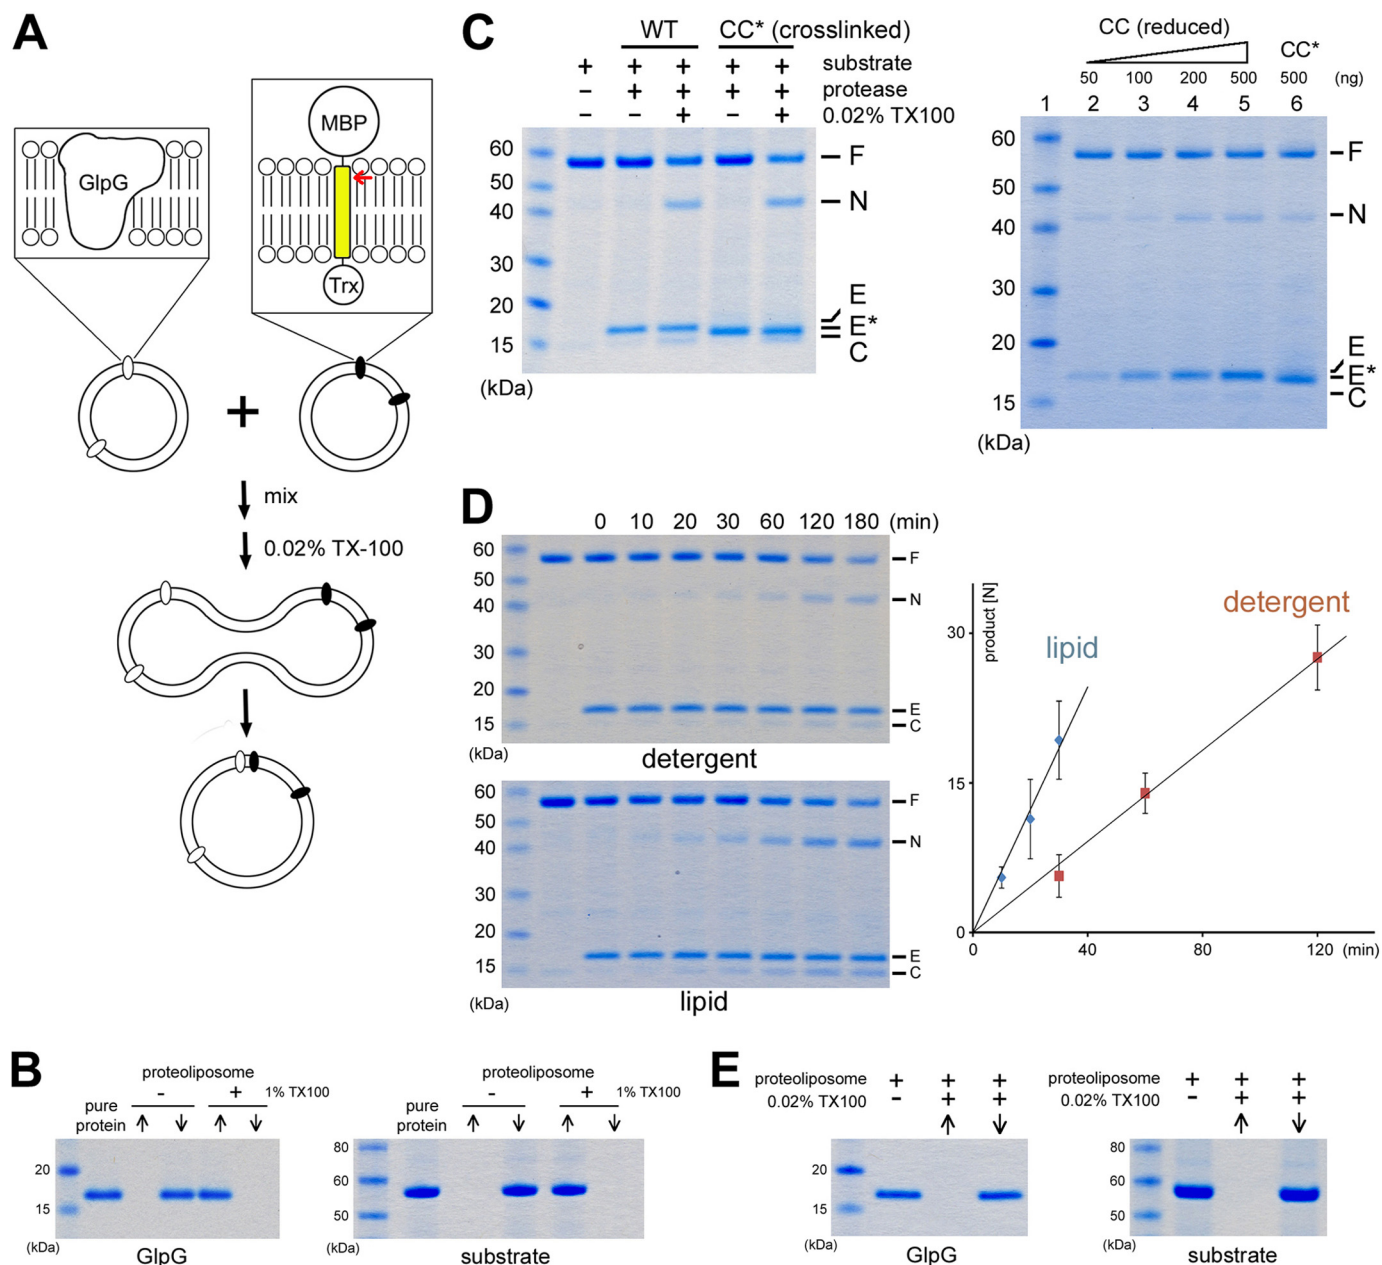 A
GlpG
MBP
Trx
+
mix
0.02% TX-100
C
WT
CC* (crosslinked)
+ + + + + substrate
− + + + + protease
− − + − + 0.02% TX100
60
50
40
30
20
15
(kDa)
F
N
E
E*
C
CC (reduced)
CC*
50 100 200 500 500 (ng)
1 2 3 4 5 6
60
50
40
30
20
15
(kDa)
F
N
E
E*
C
D
0 10 20 30 60 120 180 (min)
60
50
40
30
20
15
(kDa)
F
N
E
C
detergent
60
50
40
30
20
15
(kDa)
F
N
E
C
lipid
product [N]
30
15
0
lipid
detergent
0 40 80 120 (min)
B
proteoliposome
- + 1% TX100
pure
protein
20
15
(kDa)
GlpG
proteoliposome
- + 1% TX100
pure
protein
80
60
50
(kDa)
substrate
E
proteoliposome + + +
0.02% TX100 - + +
20
15
(kDa)
GlpG
proteoliposome + + +
0.02% TX100 - + +
80
60
50
(kDa)
substrate